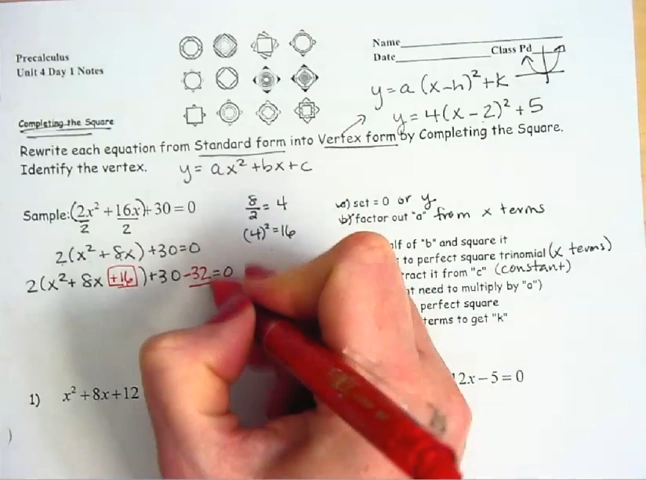 Precalculus
Unit 4 Day 1 Notes
Name
Date Class Pd
y = a(x-h)² + k
y = 4(x-2)² + 5
Completing the Square
Rewrite each equation from Standard form into Vertex form by Completing the Square.
Identify the vertex. y = ax² + bx + c
Sample: (2x² + 16x) + 30 = 0
2 2
8/2 = 4
(4)² = 16
a) set = 0 or y
b) factor out "a" from x terms
2(x² + 8x) + 30 = 0
alf of "b" and square it
to perfect square trinomial (x terms)
2(x² + 8x +16) + 30 - 32 = 0
ract it from "c" (constant)
t need to multiply by "a")
perfect square
terms to get "k"
1) x² + 8x + 12
12x - 5 = 0
)